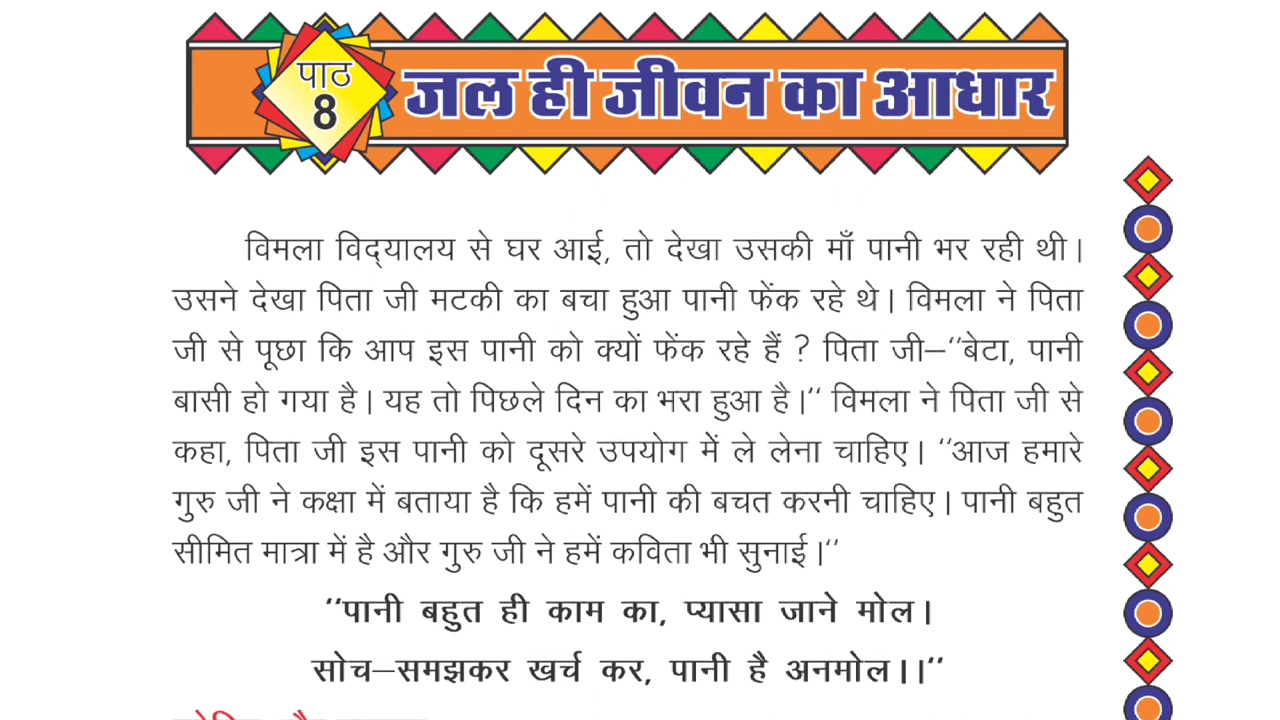 पाठ
8
जल ही जीवन का आधार
विमला विद्‌यालय से घर आई, तो देखा उसकी माँ पानी भर रही थी।
उसने देखा पिता जी मटकी का बचा हुआ पानी फेंक रहे थे। विमला ने पिता
जी से पूछा कि आप इस पानी को क्यों फेंक रहे हैं ? पिता जी–‘‘बेटा, पानी
बासी हो गया है। यह तो पिछले दिन का भरा हुआ है।‘‘ विमला ने पिता जी से
कहा, पिता जी इस पानी को दूसरे उपयोग में ले लेना चाहिए। ‘‘आज हमारे
गुरु जी ने कक्षा में बताया है कि हमें पानी की बचत करनी चाहिए। पानी बहुत
सीमित मात्रा में है और गुरु जी ने हमें कविता भी सुनाई।‘‘
‘‘पानी बहुत ही काम का, प्यासा जाने मोल।
सोच–समझकर खर्च कर, पानी है अनमोल।।‘‘